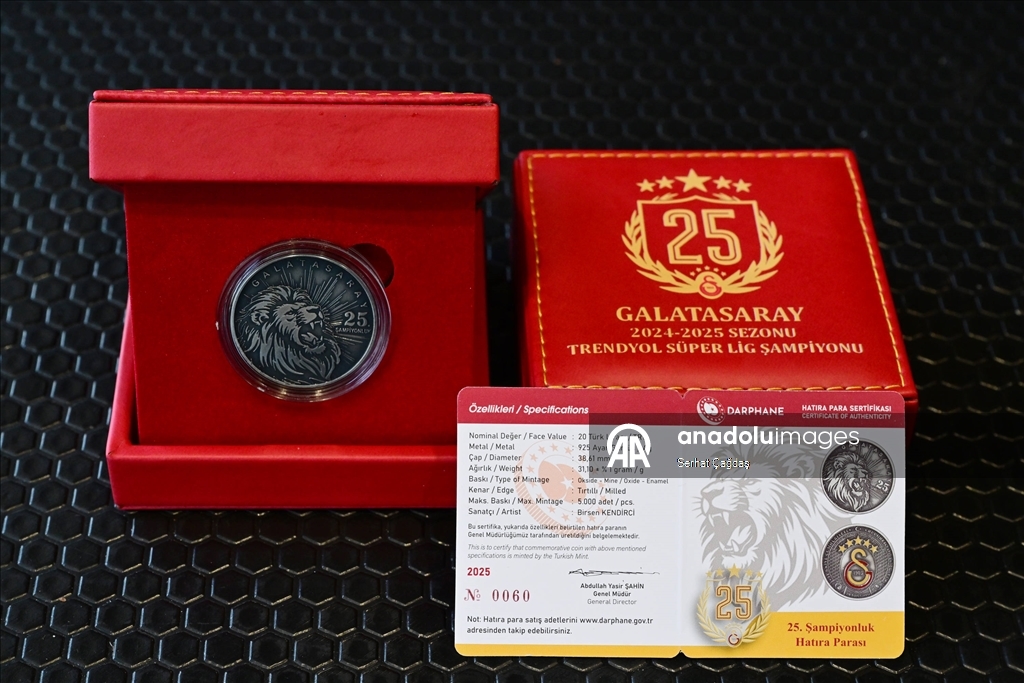 GALATASARAY
25.
ŞAMPİYONLUK
25
GALATASARAY
2024-2025 SEZONU
TRENDYOL SÜPER LİG ŞAMPİYONU
Özellikleri / Specifications
DARPHANE
HATIRA PARA SERTİFİKASI
CERTIFICATE OF AUTHENTICITY
Nominal Değer / Face Value : 20 Türk
Metal / Metal : 925 Ayar
Çap / Diameter : 38,61 mm
Ağırlık / Weight : 31,10 ± %1 gram / g
Baskı / Type of Mintage : Okside - Mine / Oxide - Enamel
Kenar / Edge : Tırtıllı / Milled
Maks. Baskı / Max. Mintage : 5.000 adet / pcs.
Sanatçı / Artist : Birsen KENDİRCİ
Bu sertifika, yukarıda özellikleri belirtilen hatıra paranın
Genel Müdürlüğümüz tarafından üretildiğini belgelemektedir.
This is to certify that commemorative coin with above mentioned
specifications is minted by the Turkish Mint.
2025
Abdullah Yasir ŞAHİN
Genel Müdür
General Director
№ 0060
Not: Hatıra para satış adetlerini www.darphane.gov.tr
adresinden takip edebilirsiniz.
25.
25
25. Şampiyonluk
Hatıra Parası
AA
anadoluimages
Serhat Çağdaş